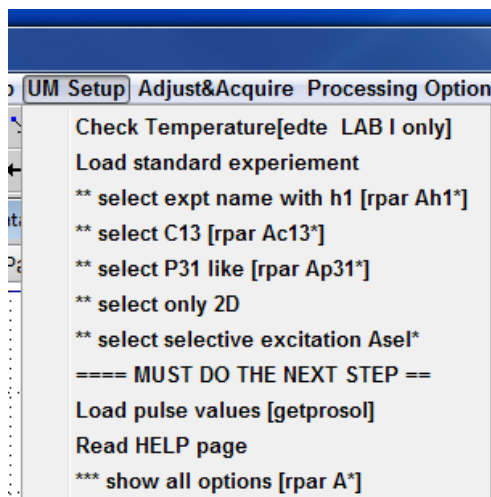 UM Setup Adjust&Acquire Processing Option
Check Temperature[edte LAB I only]
Load standard experiement
** select expt name with h1 [rpar Ah1*]
** select C13 [rpar Ac13*]
** select P31 like [rpar Ap31*]
** select only 2D
** select selective excitation Asel*
==== MUST DO THE NEXT STEP ==
Load pulse values [getprosol]
Read HELP page
*** show all options [rpar A*]